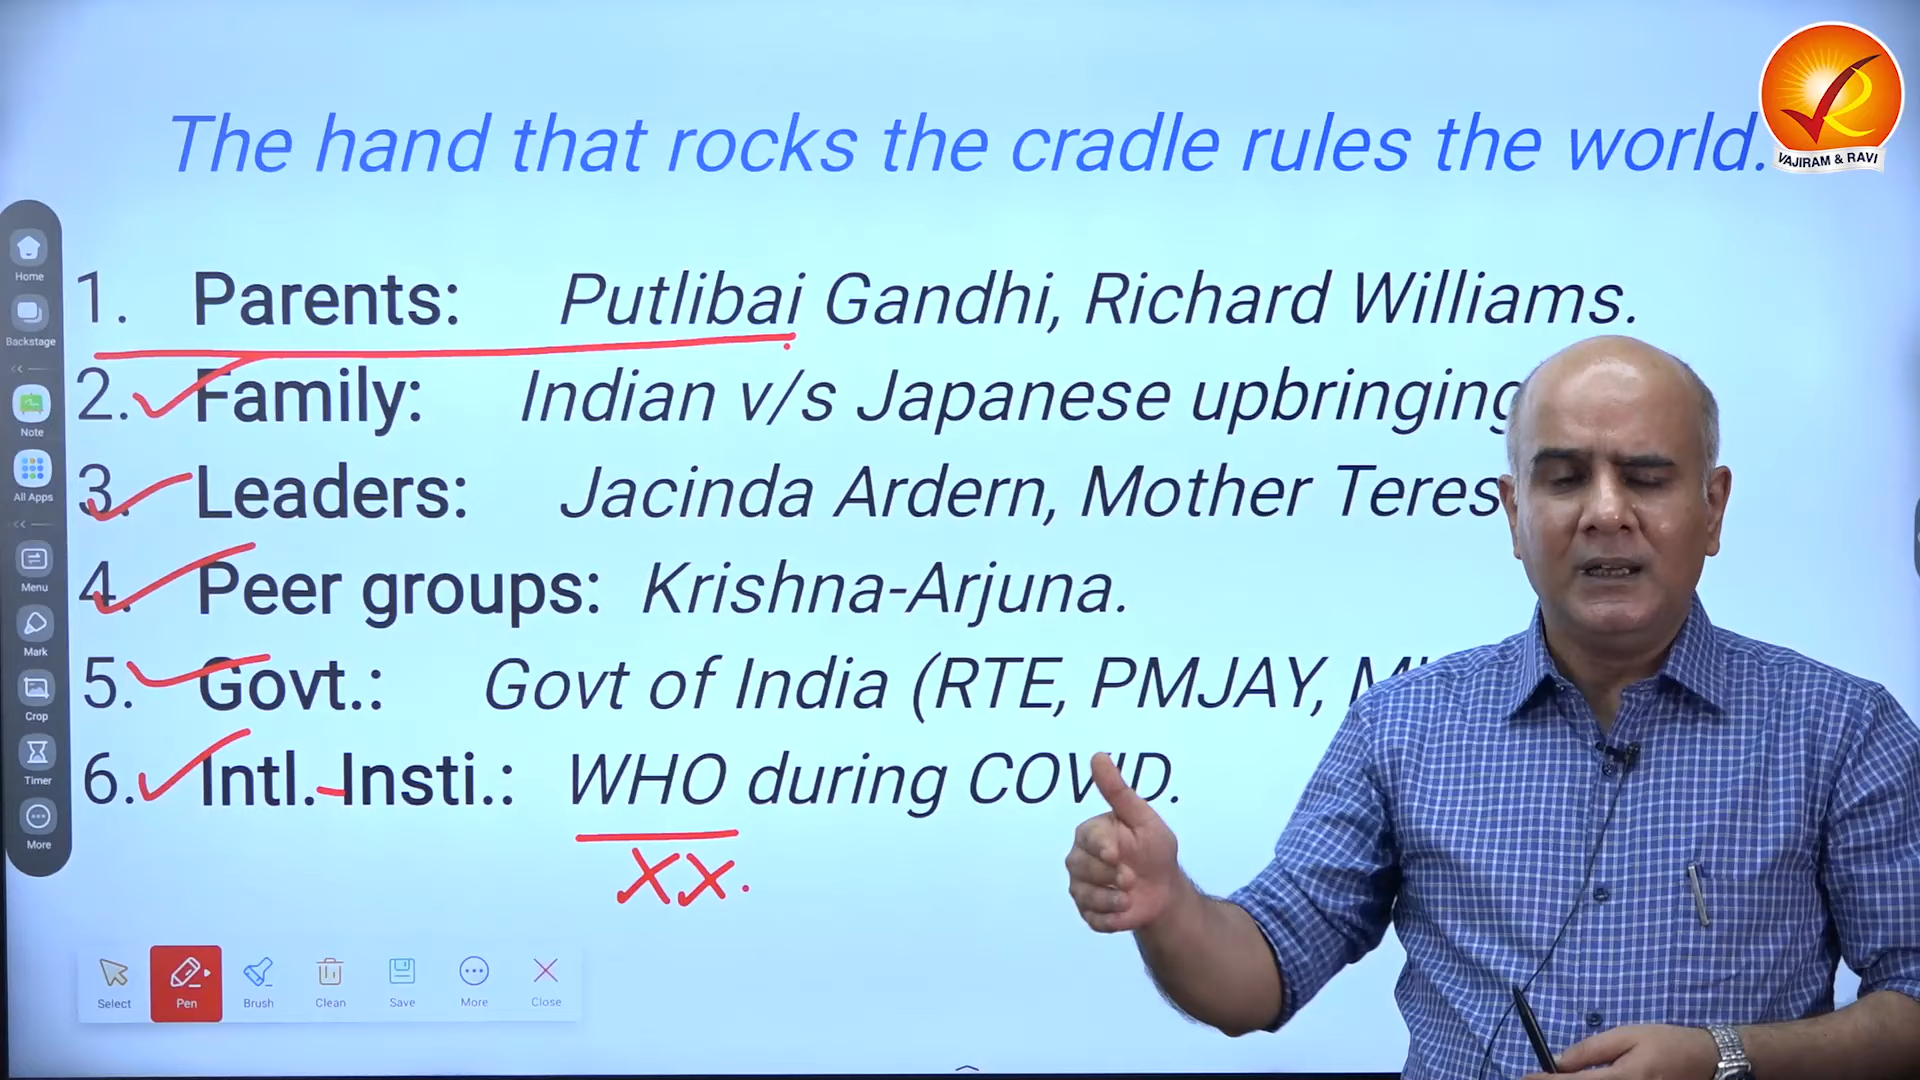 The hand that rocks the cradle rules the world.
VAJIRAM & RAVI
1. Parents: Putlibai Gandhi, Richard Williams.
2. Family: Indian v/s Japanese upbringing
3. Leaders: Jacinda Ardern, Mother Teres
4. Peer groups: Krishna-Arjuna.
5. Govt.: Govt of India (RTE, PMJAY,
6. Intl. Insti.: WHO during COVID.
XX.
Home
Backstage
Note
All Apps
Menu
Mark
Crop
Timer
More
Select Pen Brush Clean Save More Close